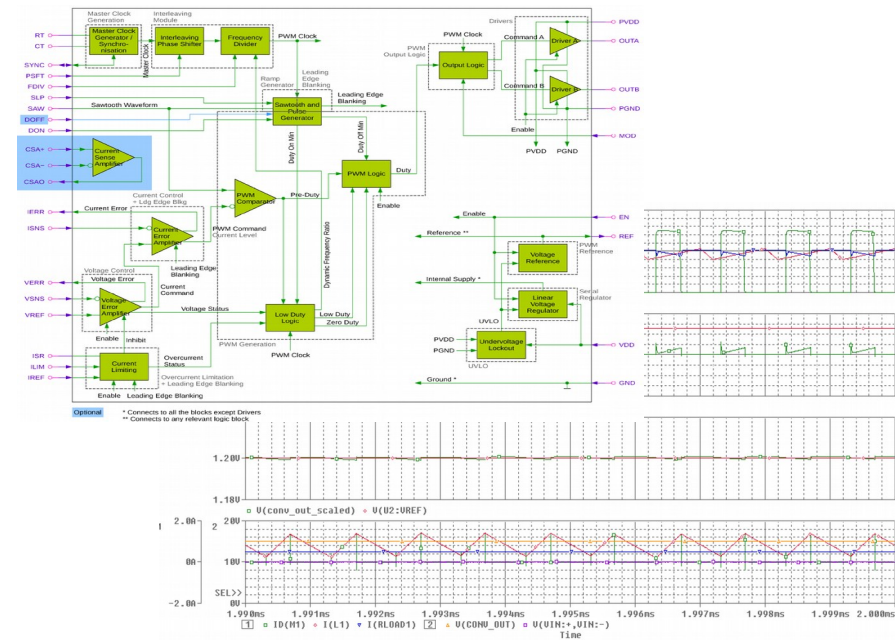 Master Clock
Generation
Interleaving
Module
Drivers
RT
CT
SYNC
PSFT
FDIV
SLP
SAW
DOFF
DON
CSA+
CSA−
CSAO
IERR
ISNS
VERR
VSNS
VREF
ISR
ILIM
IREF
Master Clock
Generator /
Synchro-
nisation
Master Clock
Interleaving
Phase Shifter
Frequency
Divider
PWM Clock
Ramp
Generator
Leading
Edge
Blanking
Leading Edge
Blanking
Sawtooth Waveform
Sawtooth and
Pulse
Generator
Duty On Min
Duty Off Min
PWM Clock
PWM
Output Logic
Output Logic
Command A
Command B
Driver A
Driver B
Enable
PVDD
PGND
PVDD
OUTA
OUTB
PGND
MOD
Current
Sense
Amplifier
PWM Logic
Duty
Enable
Current Control
+ Ldg Edge Blkg
Current Error
Current
Error
Amplifier
PWM
Comparator
Pre-Duty
PWM Command
Current Level
Leading Edge
Blanking
Dynamic Frequency Ratio
Voltage Control
Voltage Error
Voltage
Error
Amplifier
Current
Command
Voltage Status
Enable
Inhibit
Low Duty
Logic
Low Duty
Zero Duty
PWM Generation
PWM Clock
Current
Limiting
Overcurrent
Status
Overcurrent Limitation
+ Leading Edge Blanking
Enable
Leading Edge Blanking
Enable
EN
Reference **
REF
Voltage
Reference
PWM
Reference
Internal Supply *
Linear
Voltage
Regulator
Serial
Regulator
UVLO
PVDD
PGND
Undervoltage
Lockout
UVLO
VDD
Ground *
GND
Optional
* Connects to all the blocks except Drivers
** Connects to any relevant logic block
1.20V
1.18V
V(conv_out_scaled) V(U2:VREF)
1 2.0A 2 20V
0A 10V
SEL>>
-2.0A 0V
1.990ms 1.991ms 1.992ms 1.993ms 1.994ms 1.995ms 1.996ms 1.997ms 1.998ms 1.999ms 2.000ms
1 ID(M1) I(L1) I(RLOAD1) 2 V(CONV_OUT) V(VIN:+,VIN:-)
Time